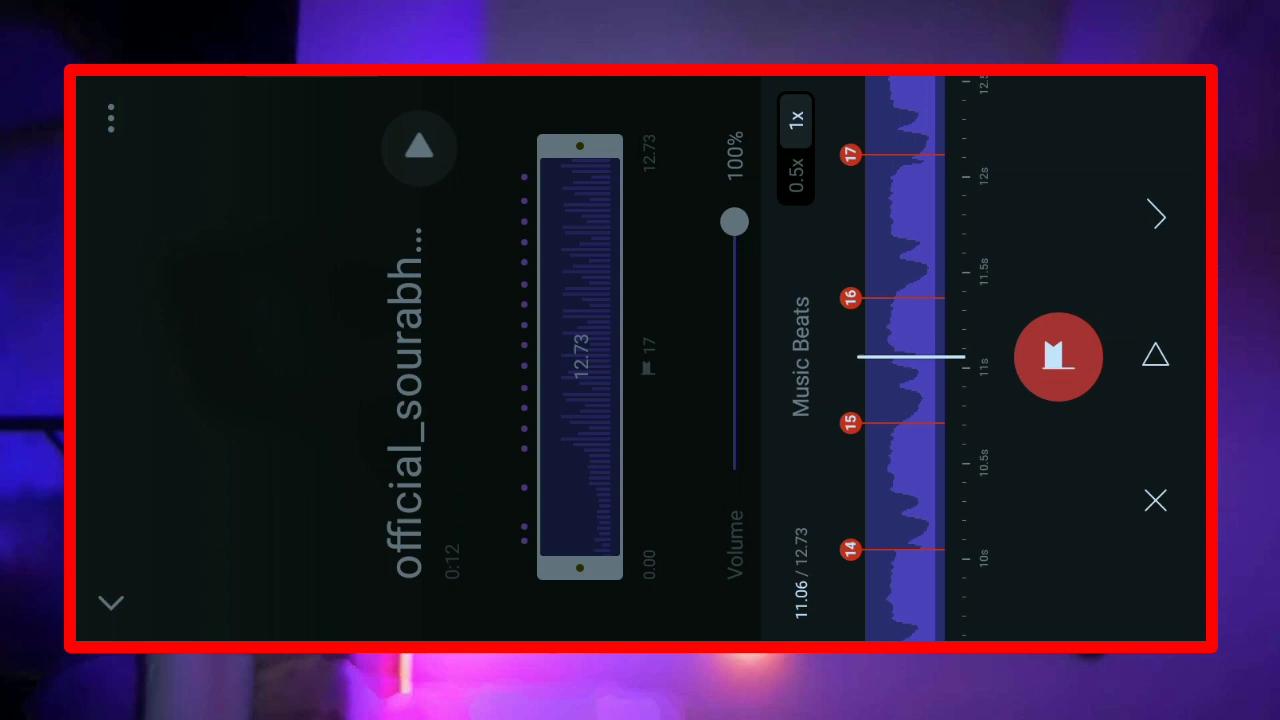 official_sourabh...
0:12
12.73
0.00
17
12.73
Volume
100%
11.06 / 12.73
Music Beats
0.5x
1x
14
15
16
17
10s
10.5s
11s
11.5s
12s